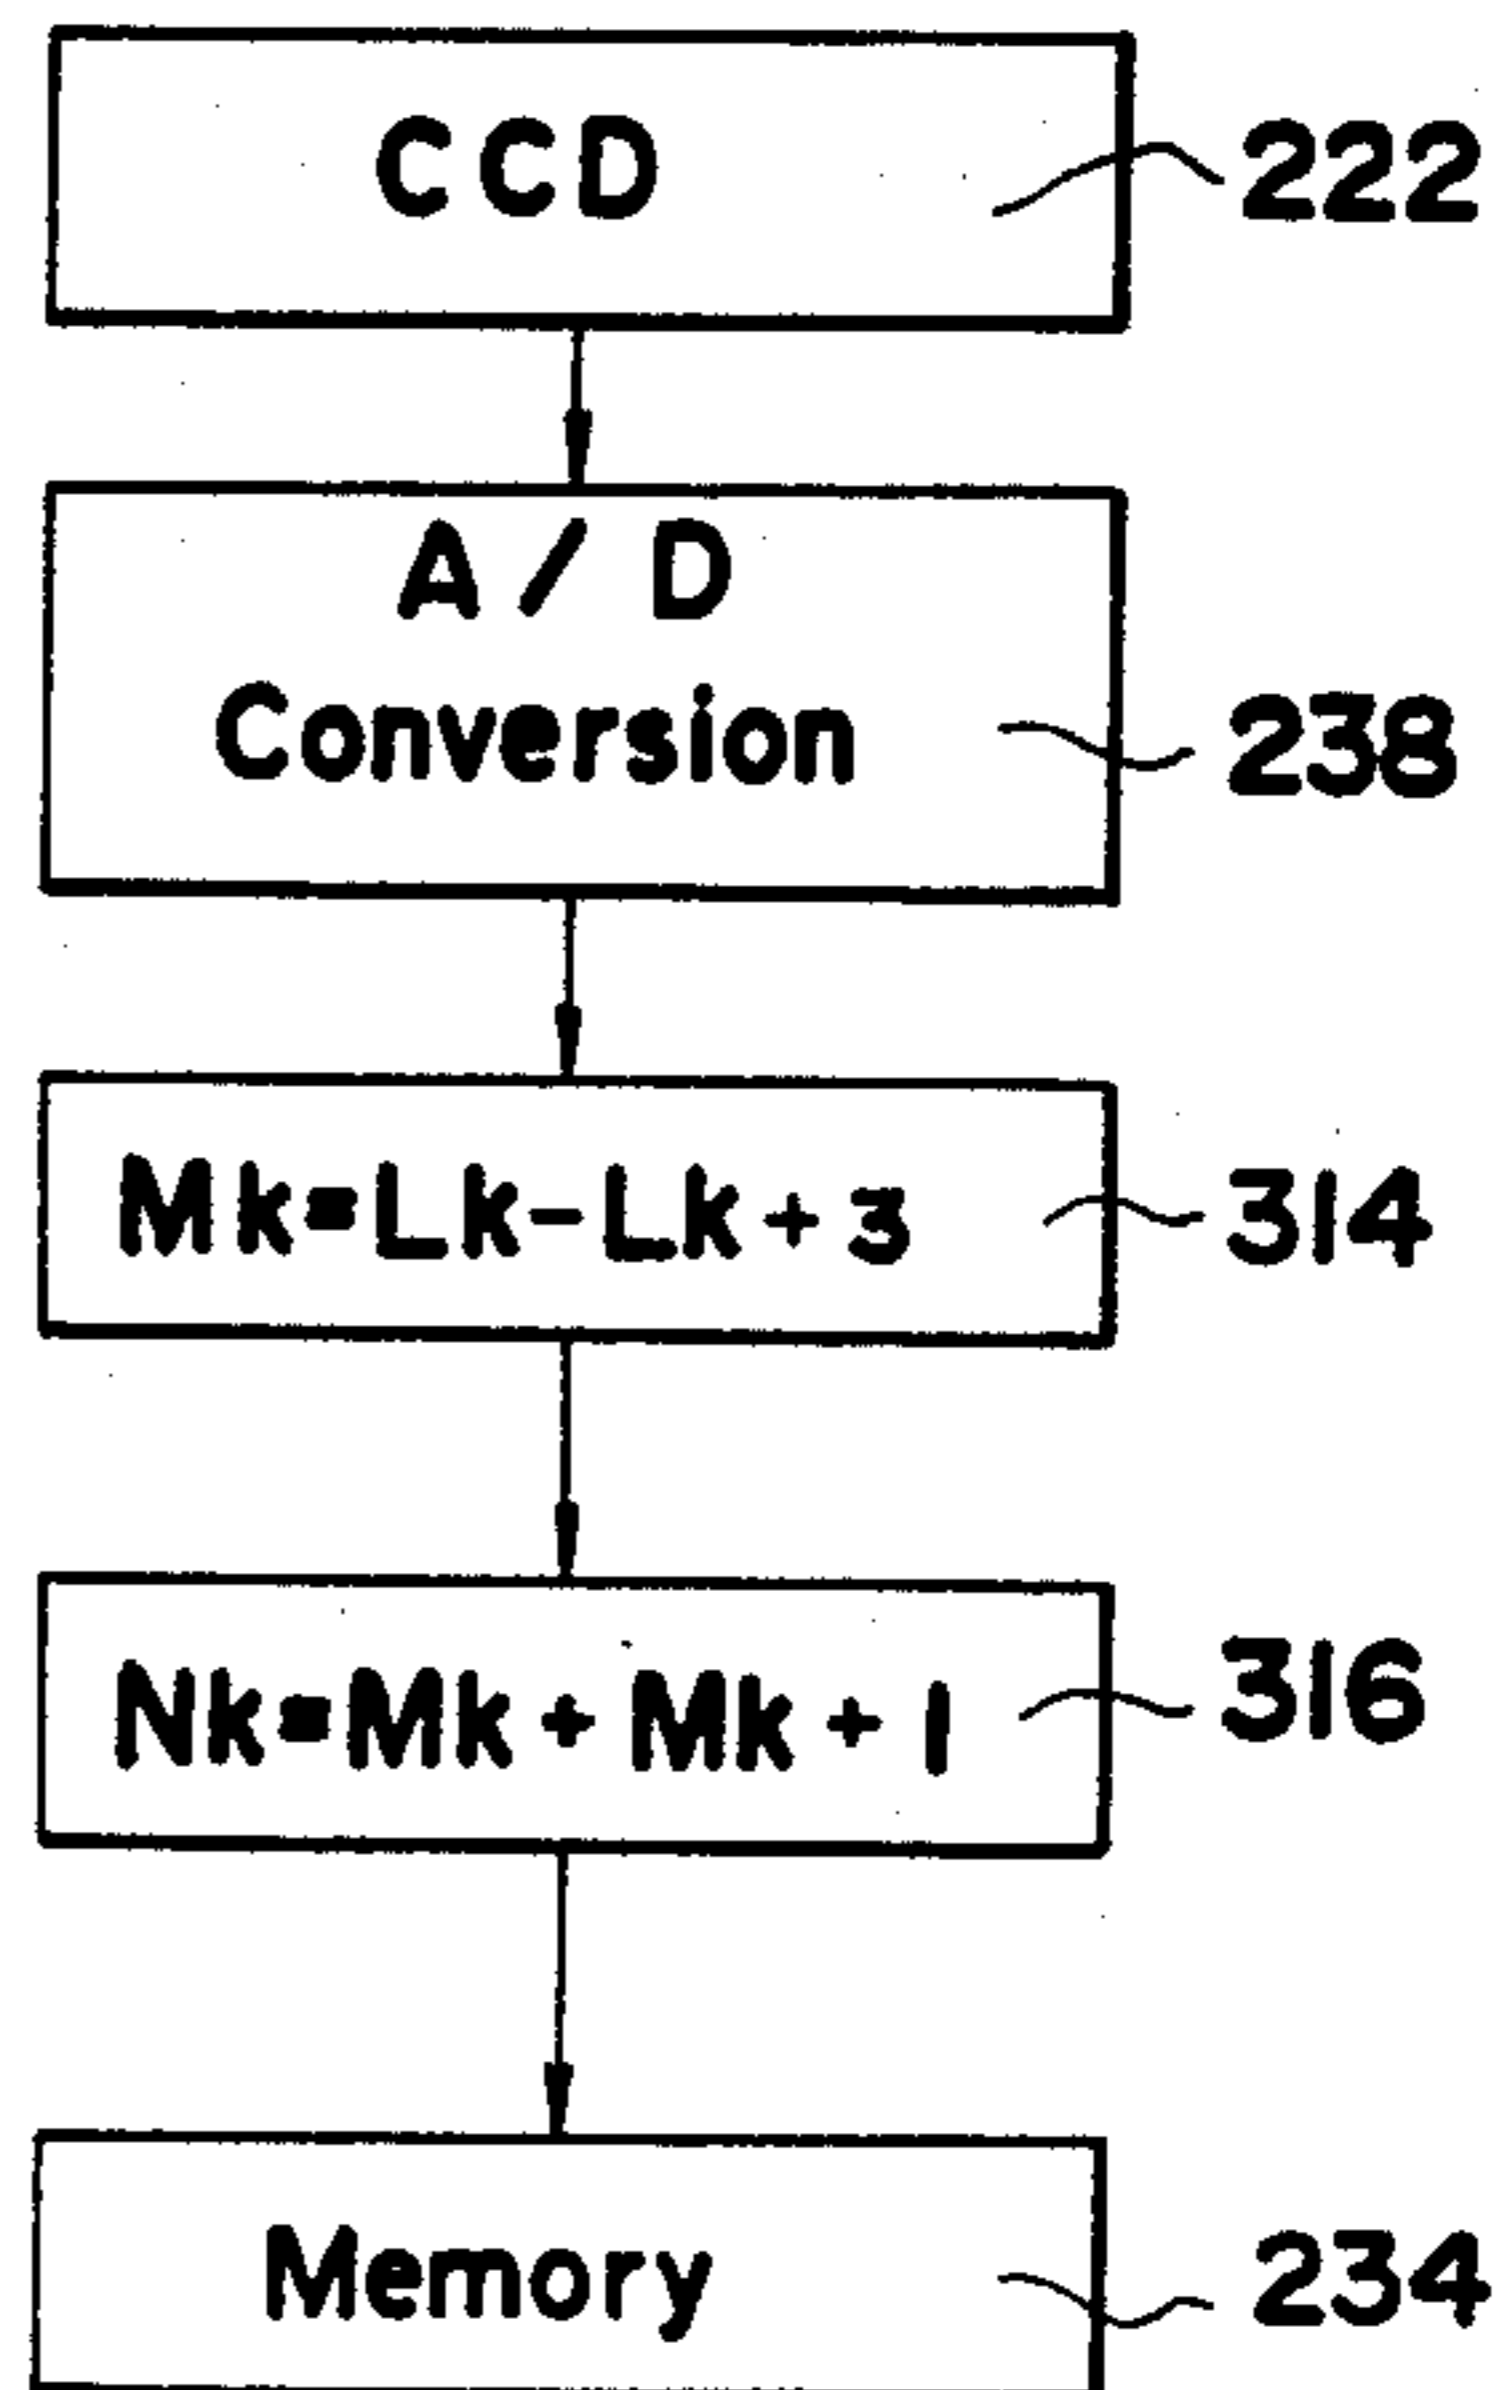 CCD
222
A/D
Conversion
238
Mk=Lk-Lk+3
314
Nk=Mk+Mk+1
316
Memory
234